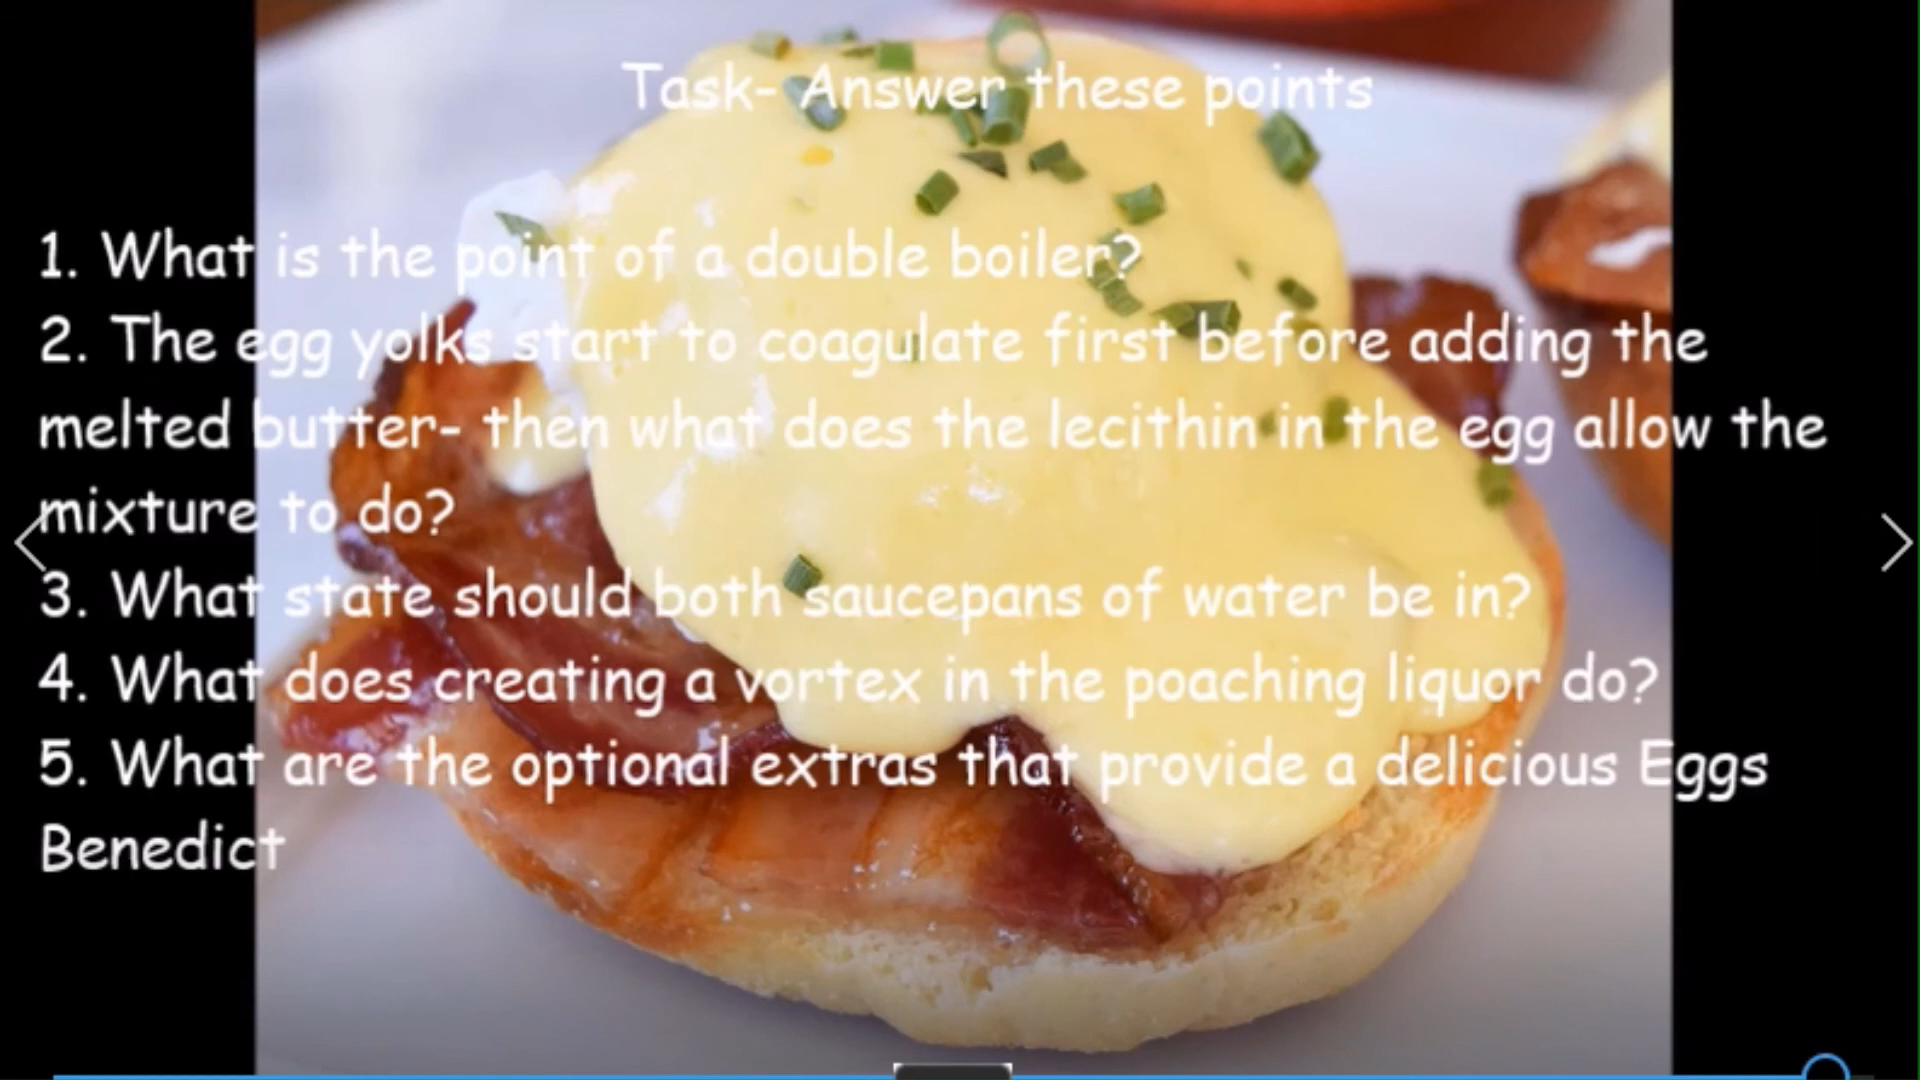 Task- Answer these points
1. What is the point of a double boiler?
2. The egg yolks start to coagulate first before adding the
melted butter- then what does the lecithin in the egg allow the
mixture to do?
3. What state should both saucepans of water be in?
4. What does creating a vortex in the poaching liquor do?
5. What are the optional extras that provide a delicious Eggs
Benedict